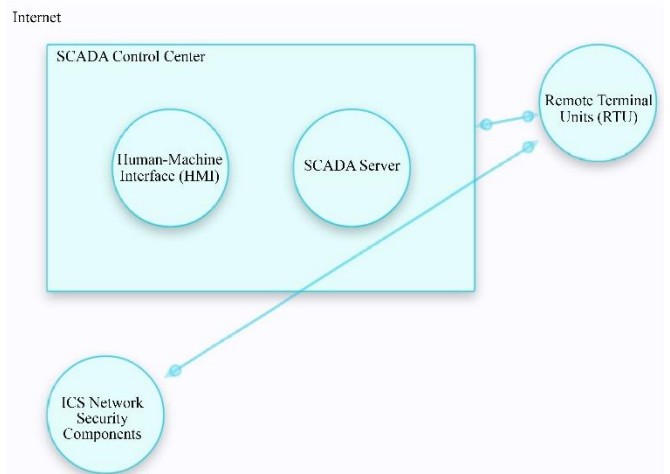 Internet
SCADA Control Center
Remote Terminal
Units (RTU)
Human-Machine
Interface (HMI)
SCADA Server
ICS Network
Security
Components